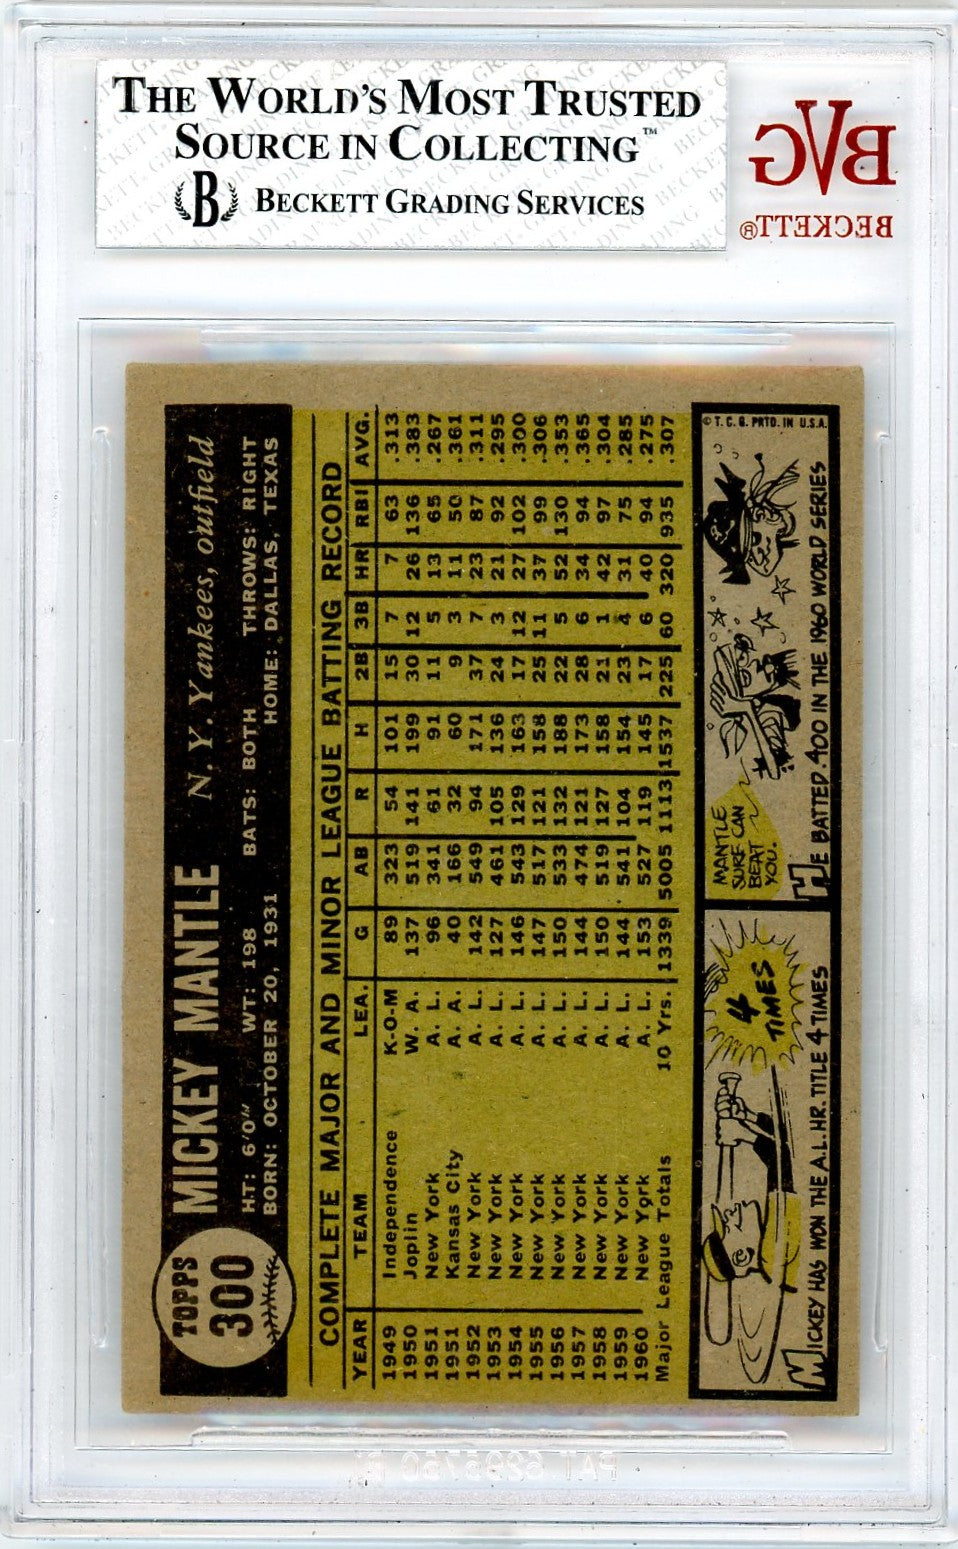 THE WORLD'S MOST TRUSTED
SOURCE IN COLLECTING™
B BECKETT GRADING SERVICES
BVG
BECKETT®
TOPPS
300
MICKEY MANTLE N. Y. Yankees, outfield
HT: 6'0" WT: 198 BATS: BOTH THROWS: RIGHT
BORN: OCTOBER 20, 1931 HOME: DALLAS, TEXAS
COMPLETE MAJOR AND MINOR LEAGUE BATTING RECORD
YEAR TEAM LEA. G AB R H 2B 3B HR RBI AVG.
1949 Independence K-O-M 89 323 54 101 15 7 7 63 .313
1950 Joplin W. A. 137 519 141 199 30 12 26 136 .383
1951 New York A. L. 96 341 61 91 11 5 13 65 .267
1951 Kansas City A. A. 40 166 32 60 9 3 11 50 .361
1952 New York A. L. 142 549 94 171 37 7 23 87 .311
1953 New York A. L. 127 461 105 136 24 3 21 92 .295
1954 New York A. L. 146 543 129 163 17 12 27 102 .300
1955 New York A. L. 147 517 121 158 25 11 37 99 .306
1956 New York A. L. 150 533 132 188 22 5 52 130 .353
1957 New York A. L. 144 474 121 173 28 6 34 94 .365
1958 New York A. L. 150 519 127 158 21 1 42 97 .304
1959 New York A. L. 144 541 104 154 23 4 31 75 .285
1960 New York A. L. 153 527 119 145 17 6 40 94 .275
Major League Totals 10 Yrs. 1339 5005 1113 1537 225 60 320 935 .307
4
TIMES
MICKEY HAS WON THE A.L. HR. TITLE 4 TIMES
MANTLE
SURE CAN
BEAT
YOU.
HE BATTED .400 IN THE 1960 WORLD SERIES
© T. C. G. PRTD. IN U.S.A.